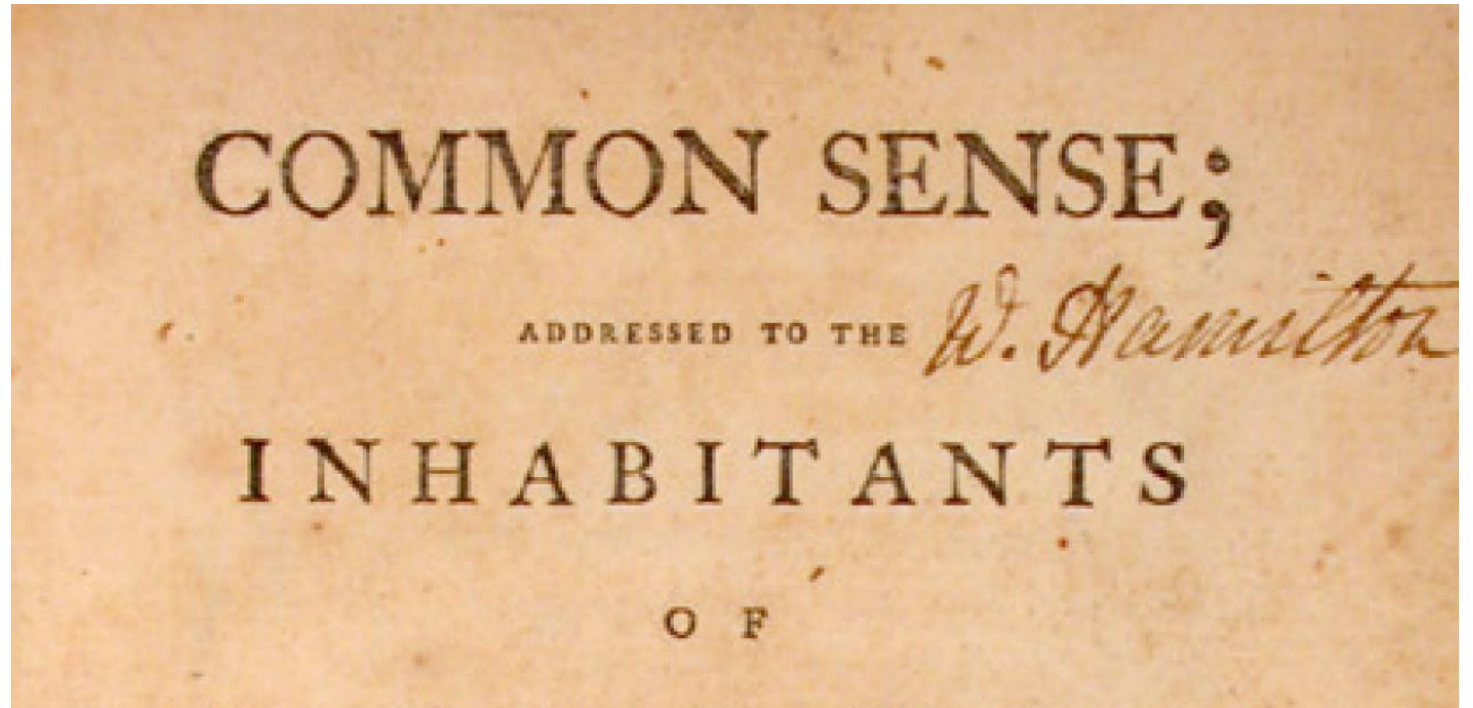 COMMON SENSE;
ADDRESSED TO THE W. Hamilton
INHABITANTS
OF